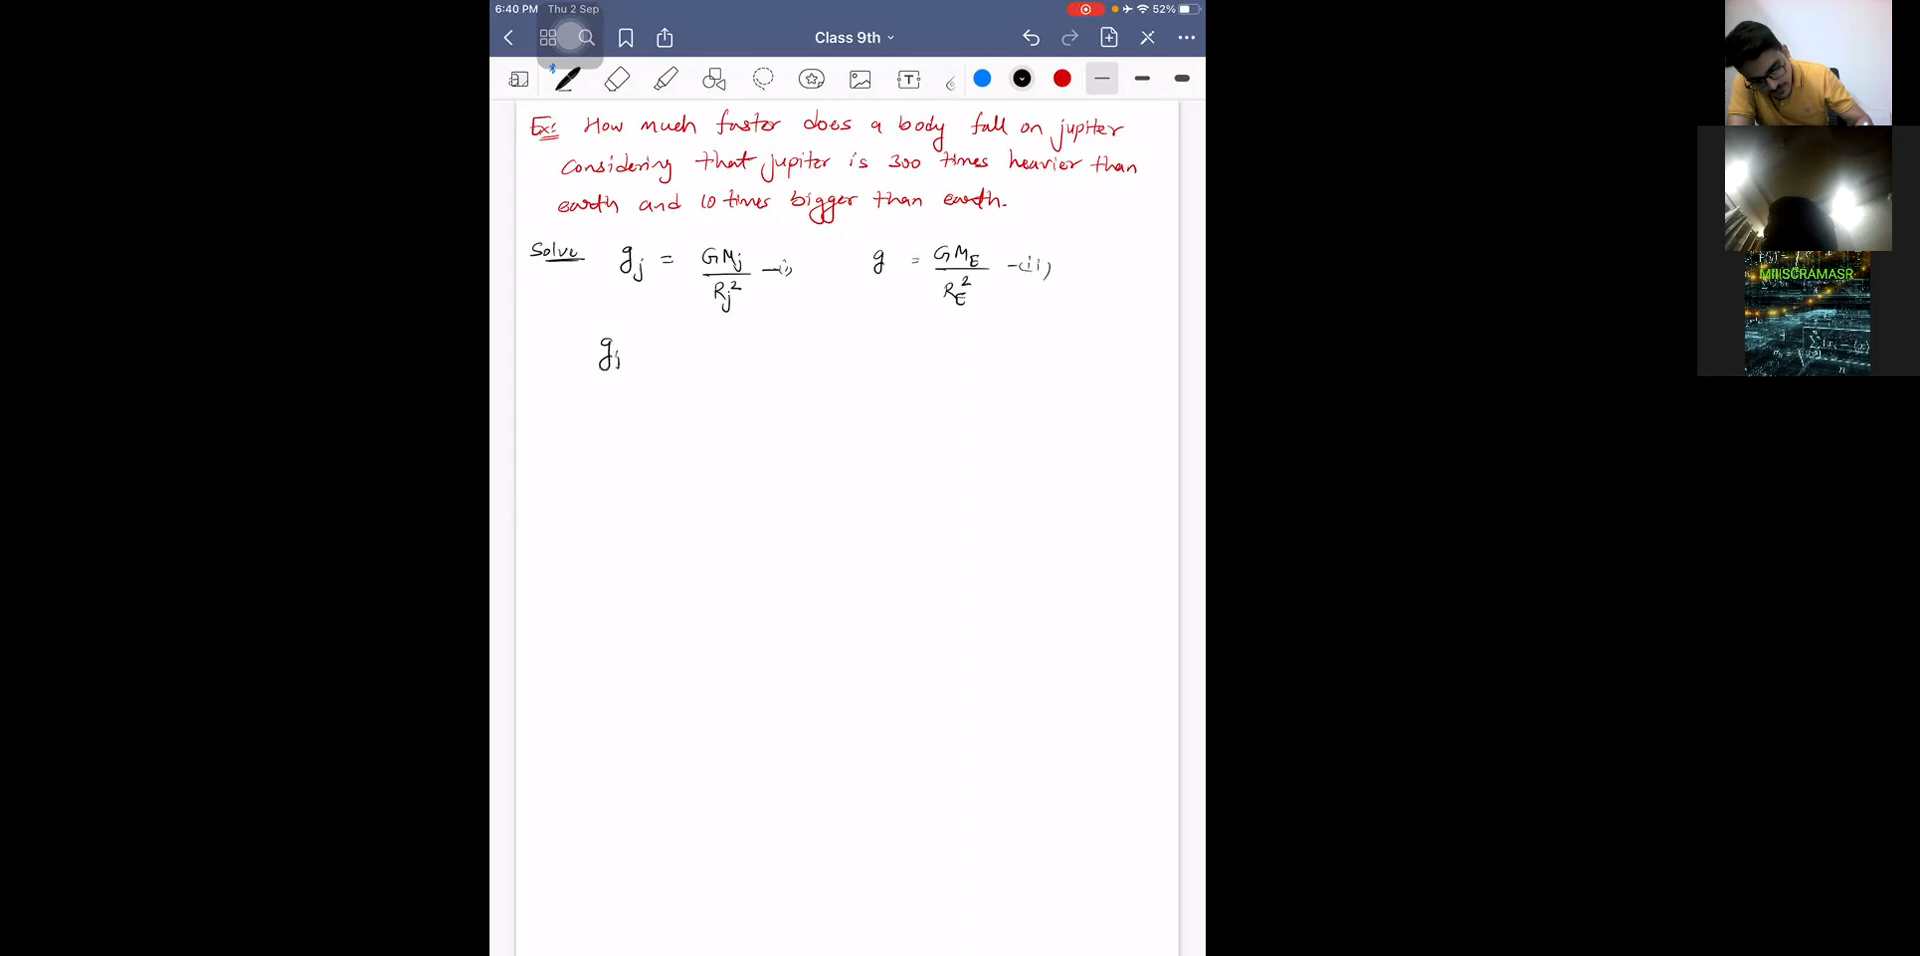 6:40 PM Thu 2 Sep
52%
Class 9th
T
Ex: How much faster does a body fall on jupiter
Considering that jupiter is 300 times heavier than
earth and 10 times bigger than earth.
Solve gj = GMj / Rj² -(i) g = GME / RE² -(ii)
gj
MIISCRAMASR